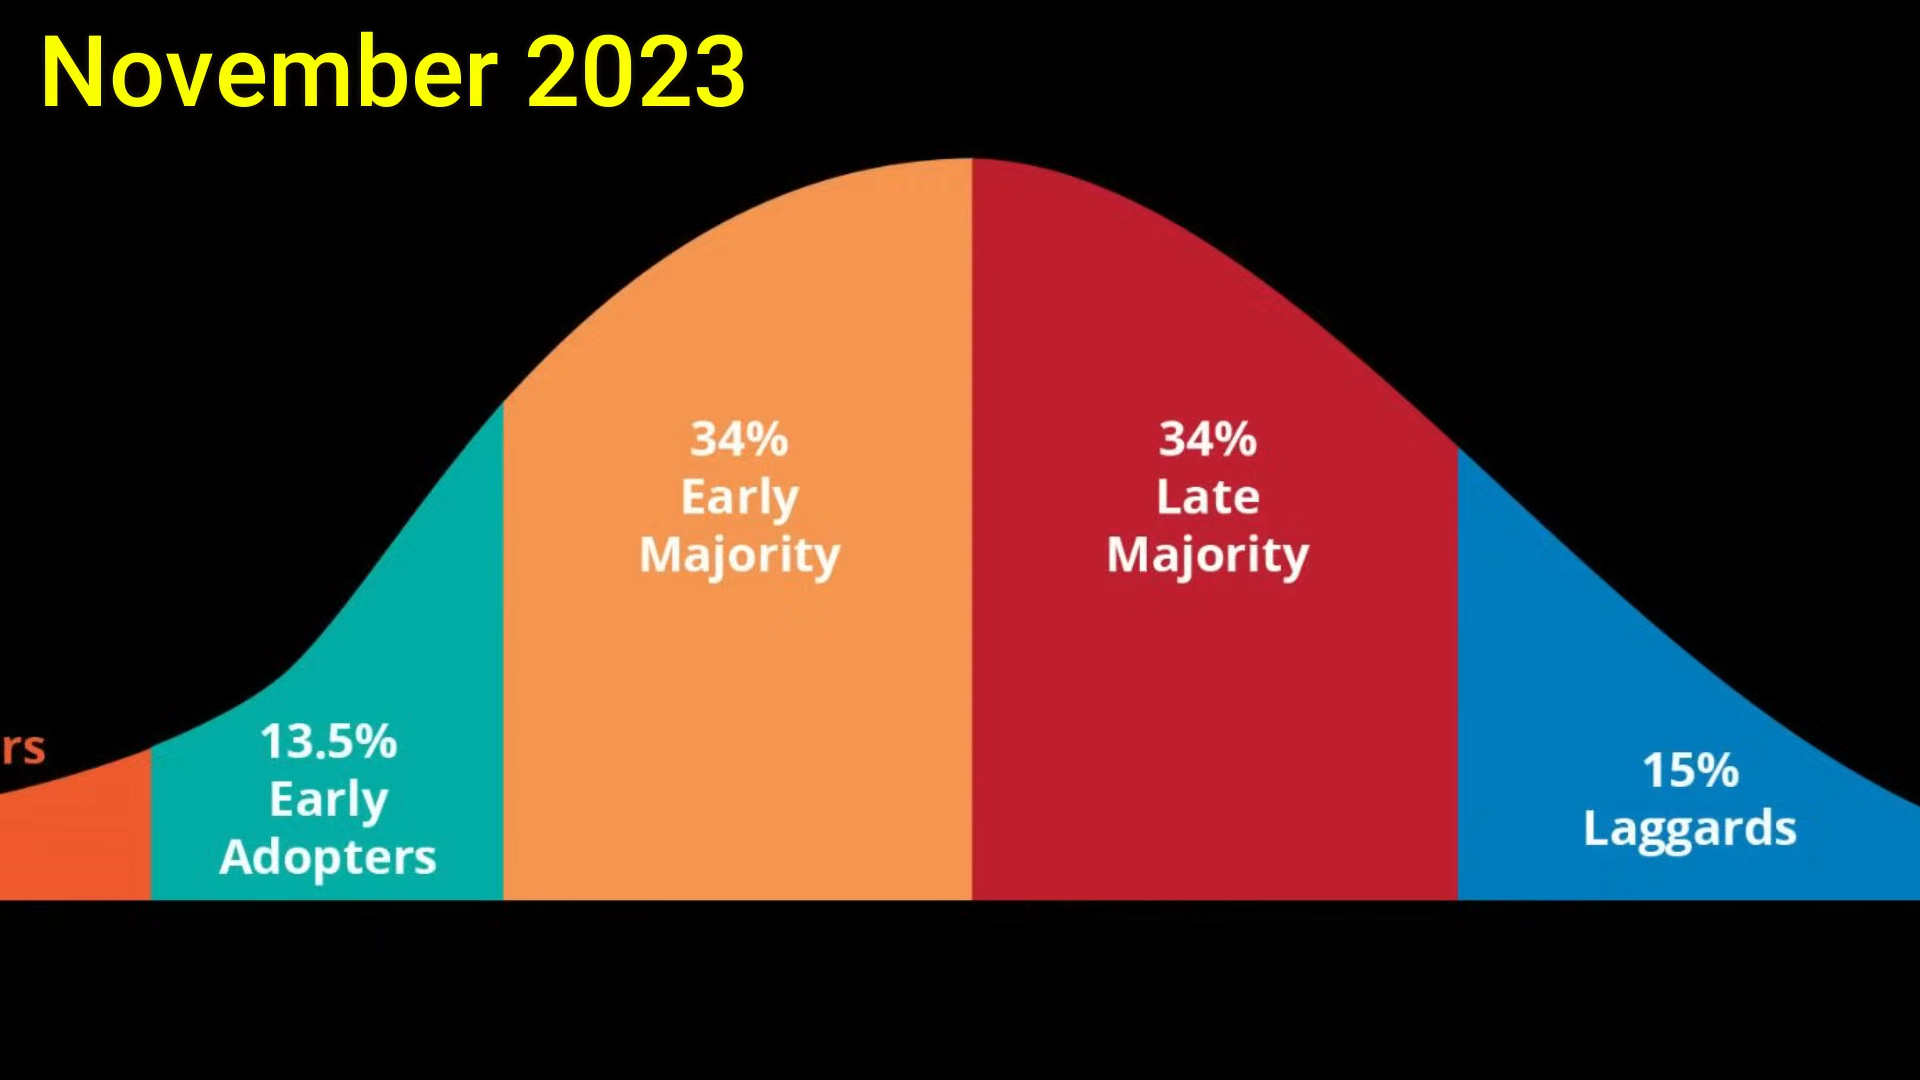 November 2023
34%
Early
Majority
34%
Late
Majority
rs
13.5%
Early
Adopters
15%
Laggards